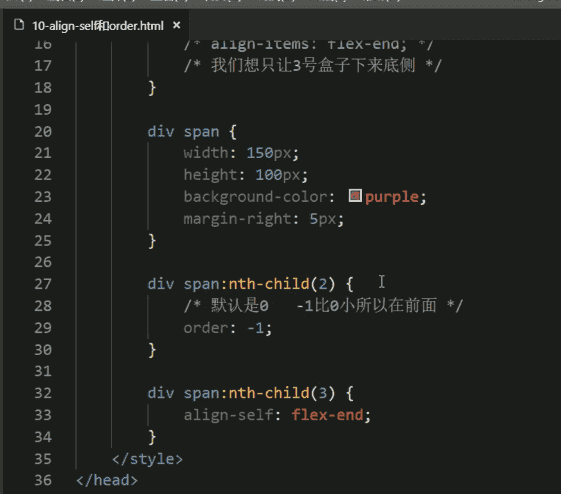 10-align-self和order.html ×
16 /* align-items: flex-end; */
17 /* 我们想只让3号盒子下来底侧 */
18 }
19
20 div span {
21 width: 150px;
22 height: 100px;
23 background-color: purple;
24 margin-right: 5px;
25 }
26
27 div span:nth-child(2) {
28 /* 默认是0 -1比0小所以在前面 */
29 order: -1;
30 }
31
32 div span:nth-child(3) {
33 align-self: flex-end;
34 }
35 </style>
36 </head>